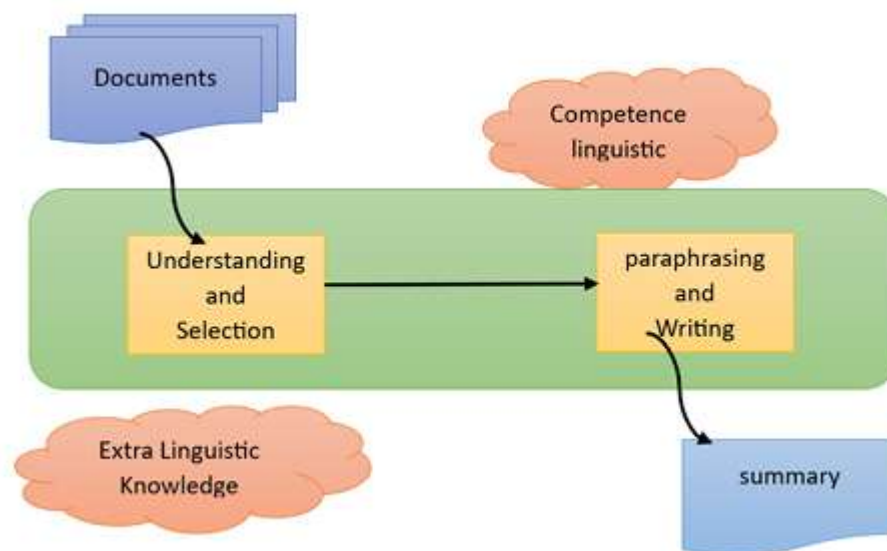 Documents
Competence
linguistic
Understanding
and
Selection
paraphrasing
and
Writing
Extra Linguistic
Knowledge
summary